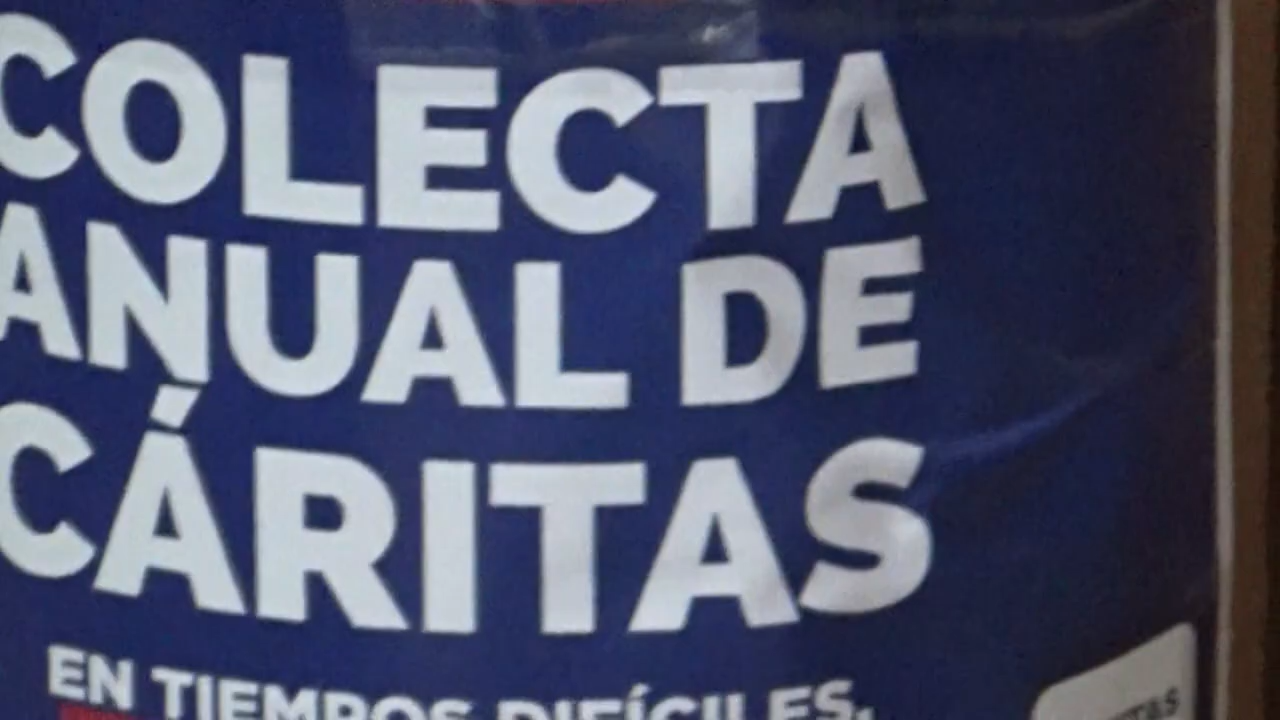 COLECTA
ANUAL DE
CÁRITAS
EN TIEMPOS DIFÍCILES,